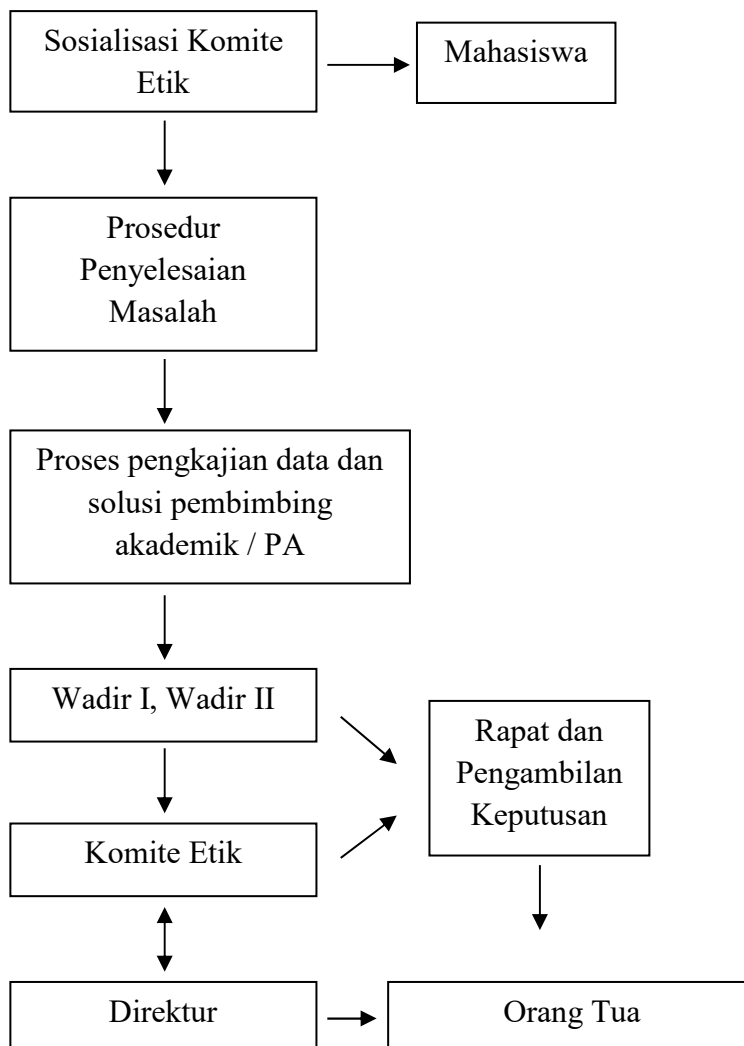 Sosialisasi Komite
Etik
Mahasiswa
Prosedur
Penyelesaian
Masalah
Proses pengkajian data dan
solusi pembimbing
akademik / PA
Wadir I, Wadir II
Rapat dan
Pengambilan
Keputusan
Komite Etik
Direktur
Orang Tua